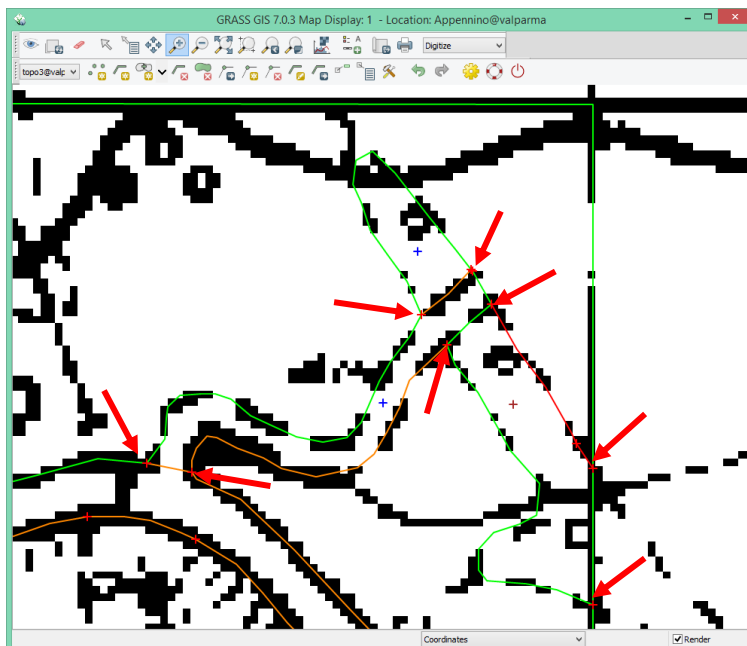 GRASS GIS 7.0.3 Map Display: 1 - Location: Appennino@valparma
Digitize
topo3@valp
Coordinates
Render